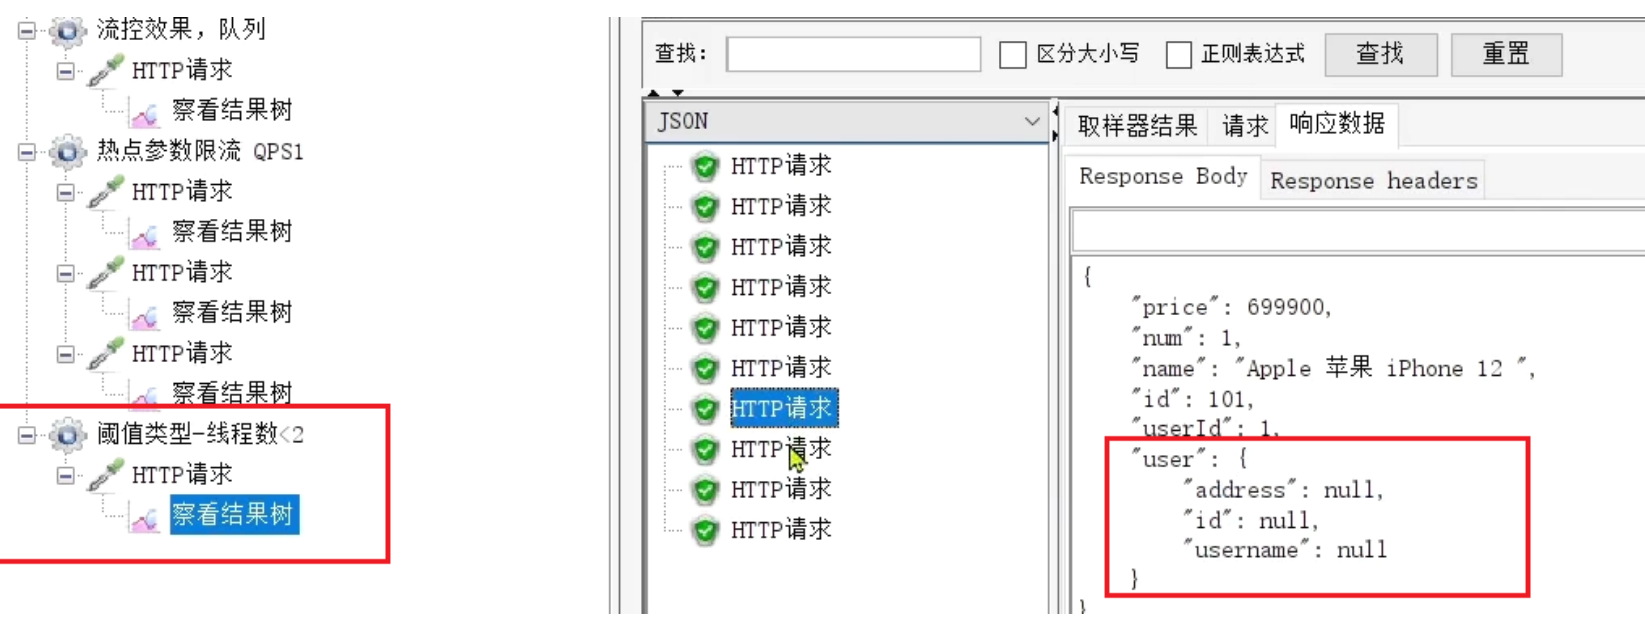 流控效果，队列
HTTP请求
察看结果树
热点参数限流 QPS1
HTTP请求
察看结果树
HTTP请求
察看结果树
HTTP请求
察看结果树
阈值类型-线程数<2
HTTP请求
察看结果树
查找：
区分大小写
正则表达式
查找
重置
JSON
HTTP请求
HTTP请求
HTTP请求
HTTP请求
HTTP请求
HTTP请求
HTTP请求
HTTP请求
HTTP请求
HTTP请求
取样器结果 请求 响应数据
Response Body Response headers
{
"price": 699900,
"num": 1,
"name": "Apple 苹果 iPhone 12 ",
"id": 101,
"userId": 1,
"user": {
"address": null,
"id": null,
"username": null
}
}